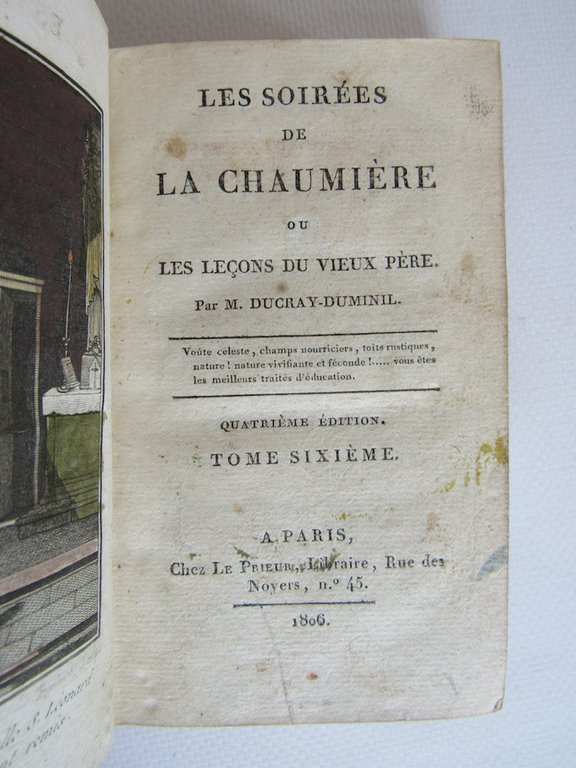 LES SOIRÉES
DE
LA CHAUMIÈRE
OU
LES LEÇONS DU VIEUX PÈRE.
Par M. DUCRAY-DUMINIL.
Voûte céleste, champs nourriciers, toits rustiques,
nature! nature vivifiante et féconde!..... vous êtes
les meilleurs traités d'éducation.
QUATRIÈME ÉDITION.
TOME SIXIÈME.
A PARIS,
Chez LE PRIEUR, Libraire, Rue des
Noyers, n.º 45.
1806.
S. Léonard